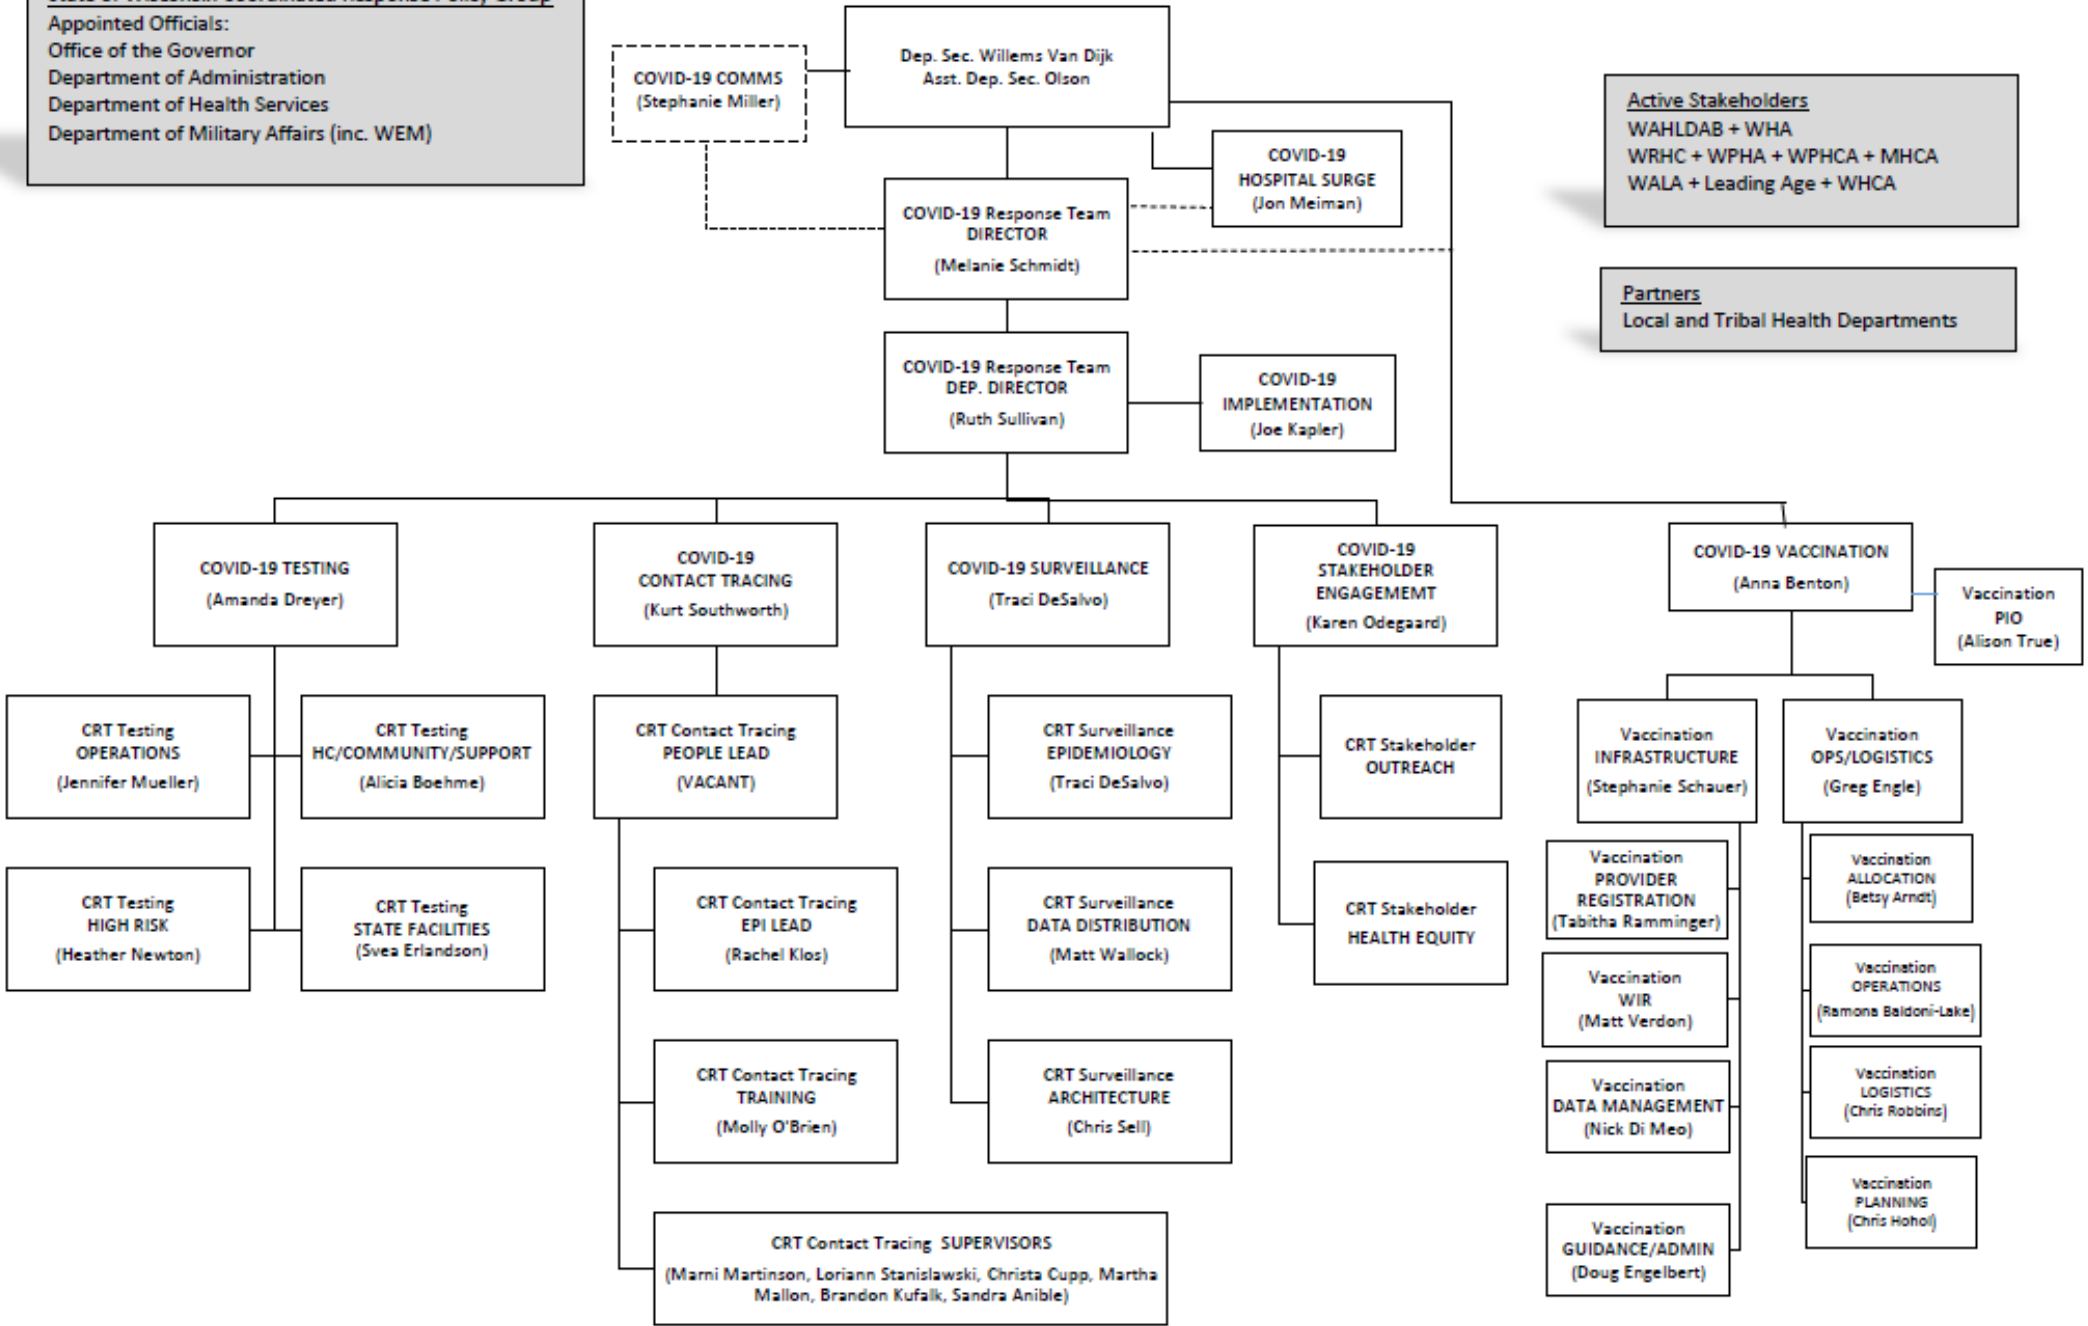 State of Wisconsin Coordinated Response Policy Group
Appointed Officials:
Office of the Governor
Department of Administration
Department of Health Services
Department of Military Affairs (inc. WEM)
COVID-19 COMMS
(Stephanie Miller)
Dep. Sec. Willems Van Dijk
Asst. Dep. Sec. Olson
COVID-19
HOSPITAL SURGE
(Jon Meiman)
Active Stakeholders
WAHLDAB + WHA
WRHC + WPHA + WPHCA + MHCA
WALA + Leading Age + WHCA
COVID-19 Response Team
DIRECTOR
(Melanie Schmidt)
Partners
Local and Tribal Health Departments
COVID-19 Response Team
DEP. DIRECTOR
(Ruth Sullivan)
COVID-19
IMPLEMENTATION
(Joe Kapler)
COVID-19 TESTING
(Amanda Dreyer)
COVID-19
CONTACT TRACING
(Kurt Southworth)
COVID-19 SURVEILLANCE
(Traci DeSalvo)
COVID-19
STAKEHOLDER
ENGAGEMEMT
(Karen Odegaard)
COVID-19 VACCINATION
(Anna Benton)
Vaccination
PIO
(Alison True)
CRT Testing
OPERATIONS
(Jennifer Mueller)
CRT Testing
HC/COMMUNITY/SUPPORT
(Alicia Boehme)
CRT Contact Tracing
PEOPLE LEAD
(VACANT)
CRT Surveillance
EPIDEMIOLOGY
(Traci DeSalvo)
CRT Stakeholder
OUTREACH
Vaccination
INFRASTRUCTURE
(Stephanie Schauer)
Vaccination
OPS/LOGISTICS
(Greg Engle)
CRT Testing
HIGH RISK
(Heather Newton)
CRT Testing
STATE FACILITIES
(Svea Erlandson)
CRT Contact Tracing
EPI LEAD
(Rachel Klos)
CRT Surveillance
DATA DISTRIBUTION
(Matt Wallock)
CRT Stakeholder
HEALTH EQUITY
Vaccination
PROVIDER
REGISTRATION
(Tabitha Ramminger)
Vaccination
ALLOCATION
(Betsy Arndt)
Vaccination
WIR
(Matt Verdon)
Vaccination
OPERATIONS
(Ramona Baldoni-Lake)
CRT Contact Tracing
TRAINING
(Molly O'Brien)
CRT Surveillance
ARCHITECTURE
(Chris Sell)
Vaccination
DATA MANAGEMENT
(Nick Di Meo)
Vaccination
LOGISTICS
(Chris Robbins)
Vaccination
PLANNING
(Chris Hohol)
CRT Contact Tracing SUPERVISORS
(Marni Martinson, Loriann Stanislawski, Christa Cupp, Martha
Mallon, Brandon Kufalk, Sandra Anible)
Vaccination
GUIDANCE/ADMIN
(Doug Engelbert)